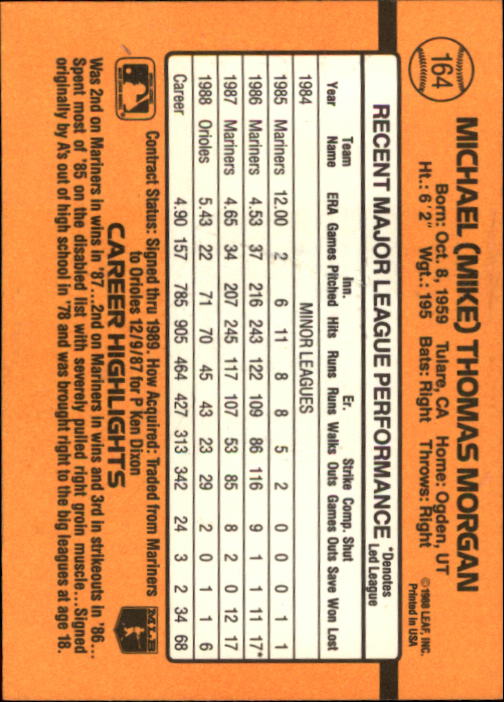 164
MICHAEL (MIKE) THOMAS MORGAN
Born: Oct. 8, 1959 Tulare, CA Home: Ogden, UT
Ht.: 6'2" Wgt.: 195 Bats: Right Throws: Right
©1988 LEAF, INC.
Printed in USA
RECENT MAJOR LEAGUE PERFORMANCE *Denotes Led League
Year Team Name ERA Games Inn. Pitched Hits Runs Er. Runs Walks Strike Outs Comp. Games Shut Outs Save Won Lost
1984 MINOR LEAGUES
1985 Mariners 12.00 2 6 11 8 8 5 2 0 0 0 1 1
1986 Mariners 4.53 37 216 243 122 109 86 116 9 1 1 11 17*
1987 Mariners 4.65 34 207 245 117 107 53 85 8 2 0 12 17
1988 Orioles 5.43 22 71 70 45 43 23 29 2 0 1 1 6
Career 4.90 157 785 905 464 427 313 342 24 3 2 34 68
Contract Status: Signed thru 1989. How Acquired: Traded from Mariners
to Orioles 12/9/87 for P Ken Dixon
MLB
CAREER HIGHLIGHTS
Was 2nd on Mariners in wins in '87...2nd on Mariners in wins and 3rd in strikeouts in '86...
Spent most of '85 on the disabled list with severely pulled right groin muscle...Signed
originally by A's out of high school in '78 and was brought right to the big leagues at age 18.